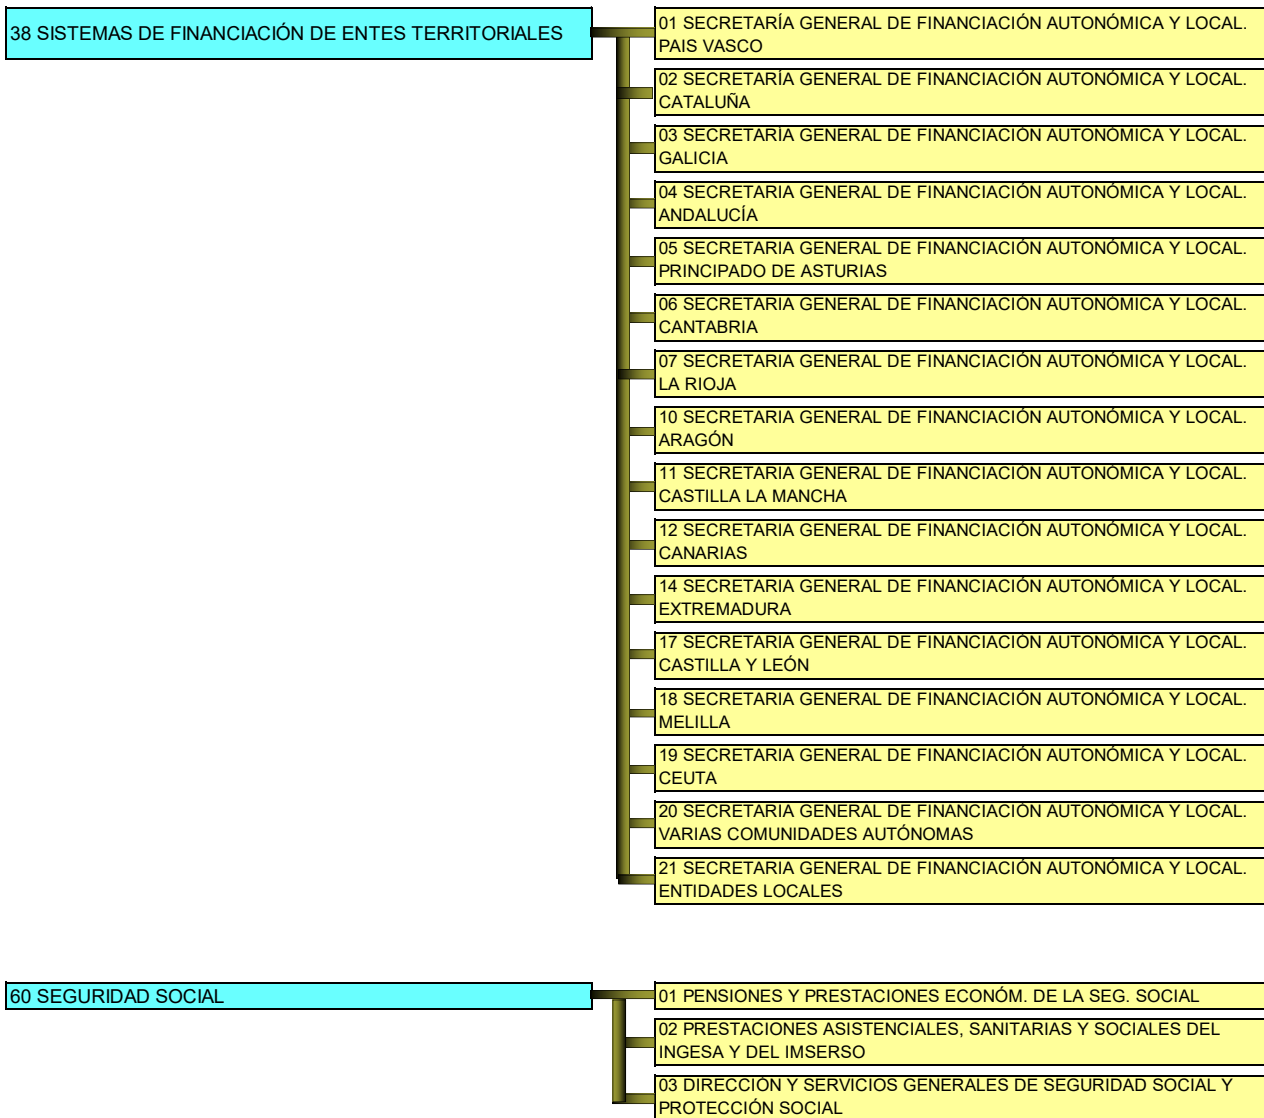 38 SISTEMAS DE FINANCIACIÓN DE ENTES TERRITORIALES
01 SECRETARÍA GENERAL DE FINANCIACIÓN AUTONÓMICA Y LOCAL.
PAIS VASCO
02 SECRETARÍA GENERAL DE FINANCIACIÓN AUTONÓMICA Y LOCAL.
CATALUÑA
03 SECRETARÍA GENERAL DE FINANCIACIÓN AUTONÓMICA Y LOCAL.
GALICIA
04 SECRETARIA GENERAL DE FINANCIACIÓN AUTONÓMICA Y LOCAL.
ANDALUCÍA
05 SECRETARIA GENERAL DE FINANCIACIÓN AUTONÓMICA Y LOCAL.
PRINCIPADO DE ASTURIAS
06 SECRETARIA GENERAL DE FINANCIACIÓN AUTONÓMICA Y LOCAL.
CANTABRIA
07 SECRETARIA GENERAL DE FINANCIACIÓN AUTONÓMICA Y LOCAL.
LA RIOJA
10 SECRETARIA GENERAL DE FINANCIACIÓN AUTONÓMICA Y LOCAL.
ARAGÓN
11 SECRETARIA GENERAL DE FINANCIACIÓN AUTONÓMICA Y LOCAL.
CASTILLA LA MANCHA
12 SECRETARIA GENERAL DE FINANCIACIÓN AUTONÓMICA Y LOCAL.
CANARIAS
14 SECRETARIA GENERAL DE FINANCIACIÓN AUTONÓMICA Y LOCAL.
EXTREMADURA
17 SECRETARIA GENERAL DE FINANCIACIÓN AUTONÓMICA Y LOCAL.
CASTILLA Y LEÓN
18 SECRETARIA GENERAL DE FINANCIACIÓN AUTONÓMICA Y LOCAL.
MELILLA
19 SECRETARIA GENERAL DE FINANCIACIÓN AUTONÓMICA Y LOCAL.
CEUTA
20 SECRETARIA GENERAL DE FINANCIACIÓN AUTONÓMICA Y LOCAL.
VARIAS COMUNIDADES AUTÓNOMAS
21 SECRETARIA GENERAL DE FINANCIACIÓN AUTONÓMICA Y LOCAL.
ENTIDADES LOCALES
60 SEGURIDAD SOCIAL
01 PENSIONES Y PRESTACIONES ECONÓM. DE LA SEG. SOCIAL
02 PRESTACIONES ASISTENCIALES, SANITARIAS Y SOCIALES DEL
INGESA Y DEL IMSERSO
03 DIRECCIÓN Y SERVICIOS GENERALES DE SEGURIDAD SOCIAL Y
PROTECCIÓN SOCIAL